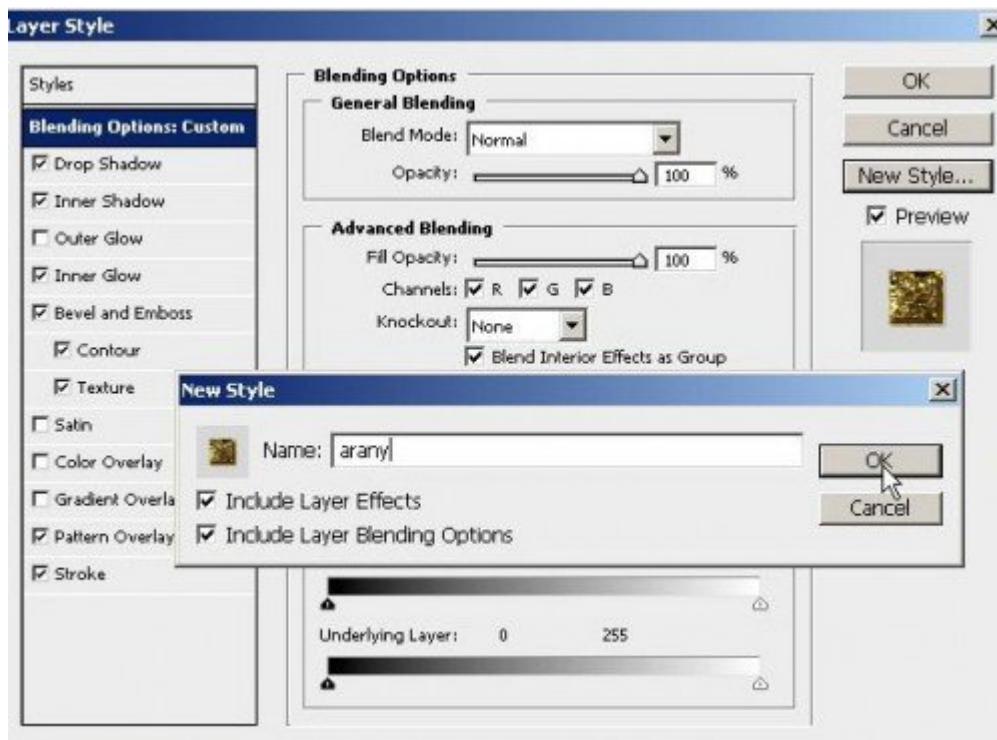 Layer Style
Styles
Blending Options: Custom
Drop Shadow
Inner Shadow
Outer Glow
Inner Glow
Bevel and Emboss
Contour
Texture
Satin
Color Overlay
Gradient Overla
Pattern Overlay
Stroke
Blending Options
General Blending
Blend Mode: Normal
Opacity: 100 %
Advanced Blending
Fill Opacity: 100 %
Channels: R G B
Knockout: None
Blend Interior Effects as Group
Underlying Layer: 0 255
OK
Cancel
New Style...
Preview
New Style
Name: arany
Include Layer Effects
Include Layer Blending Options
OK
Cancel